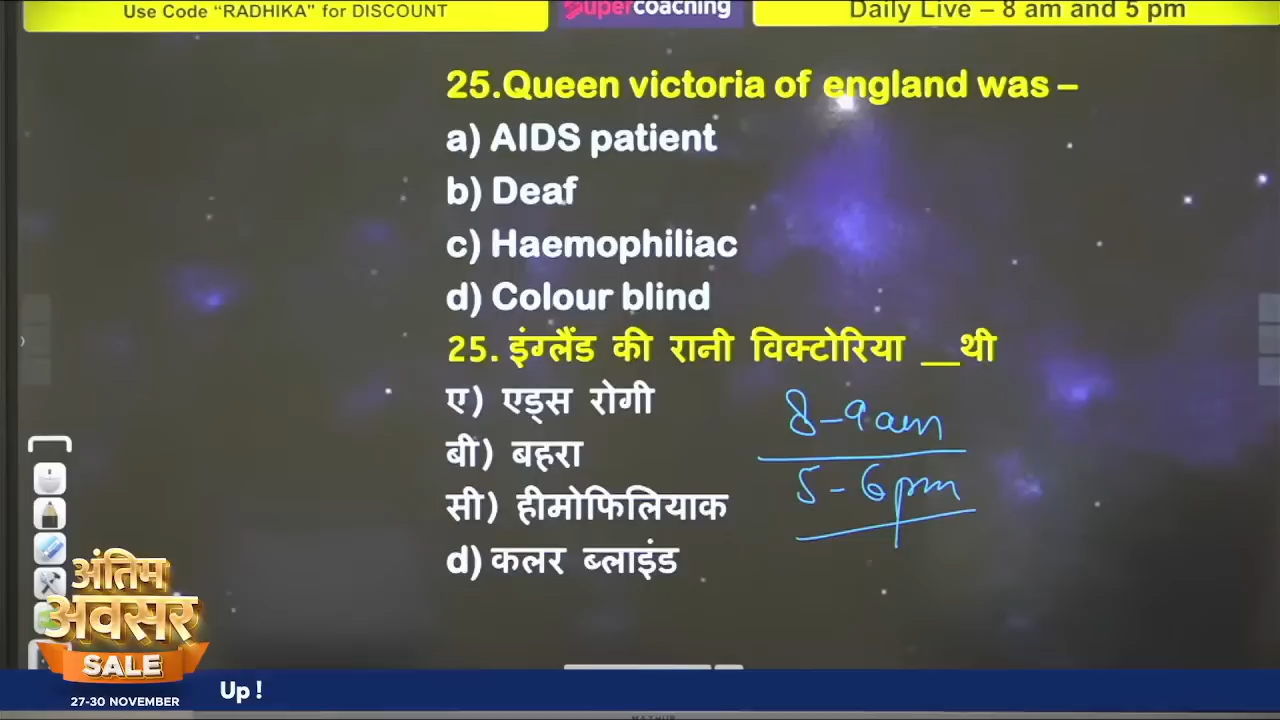 Use Code “RADHIKA” for DISCOUNT
Supercoaching
Daily Live – 8 am and 5 pm
25.Queen victoria of england was –
a) AIDS patient
b) Deaf
c) Haemophiliac
d) Colour blind
25. इंग्लैंड की रानी विक्टोरिया __थी
ए) एड्स रोगी
बी) बहरा
सी) हीमोफिलियाक
d) कलर ब्लाइंड
8-9am
5-6pm
अंतिम
अवसर
SALE
27-30 NOVEMBER
Up !